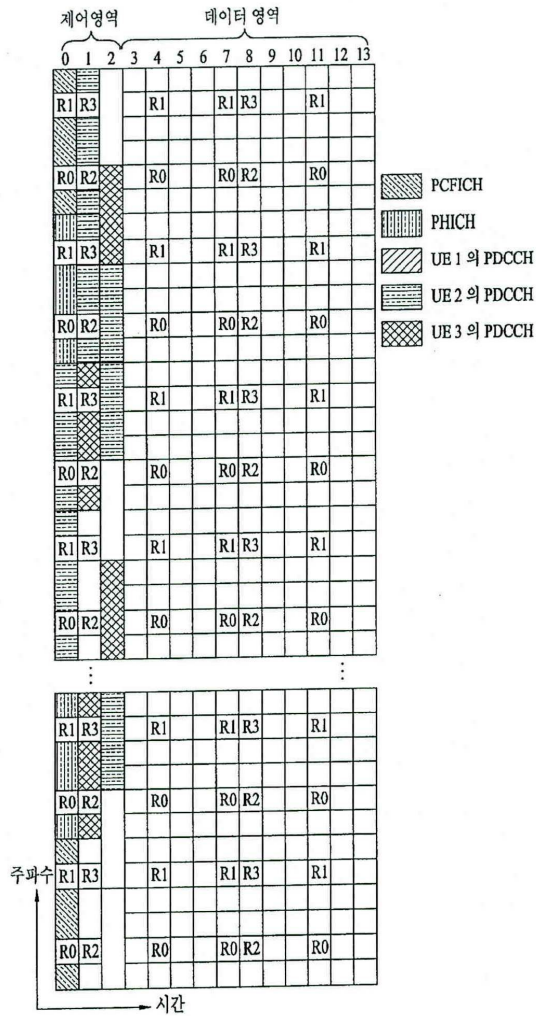 제어영역 데이터 영역
0 1 2 3 4 5 6 7 8 9 10 11 12 13
R1 R3 R1 R1 R3 R1
R0 R2 R0 R0 R2 R0
R1 R3 R1 R1 R3 R1
R0 R2 R0 R0 R2 R0
R1 R3 R1 R1 R3 R1
R0 R2 R0 R0 R2 R0
R1 R3 R1 R1 R3 R1
R0 R2 R0 R0 R2 R0
R1 R3 R1 R1 R3 R1
R0 R2 R0 R0 R2 R0
주파수 R1 R3 R1 R1 R3 R1
R0 R2 R0 R0 R2 R0
시간
PCFICH
PHICH
UE 1 의 PDCCH
UE 2 의 PDCCH
UE 3 의 PDCCH